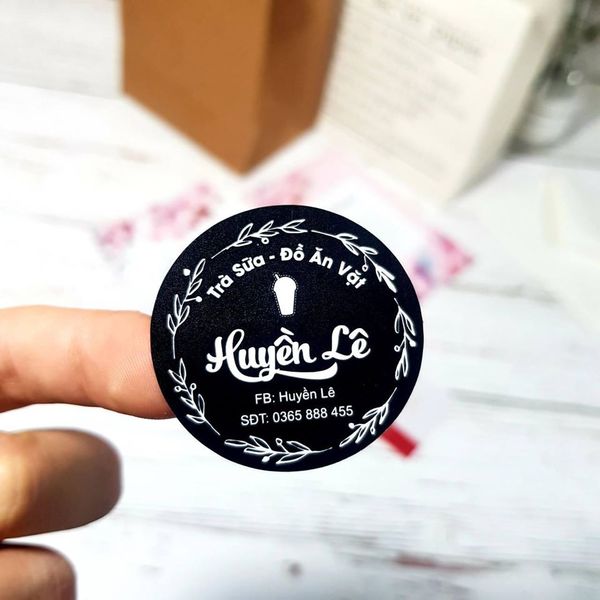 Trà Sữa - Đồ Ăn Vặt
Huyền Lê
FB: Huyền Lê
SĐT: 0365 888 455